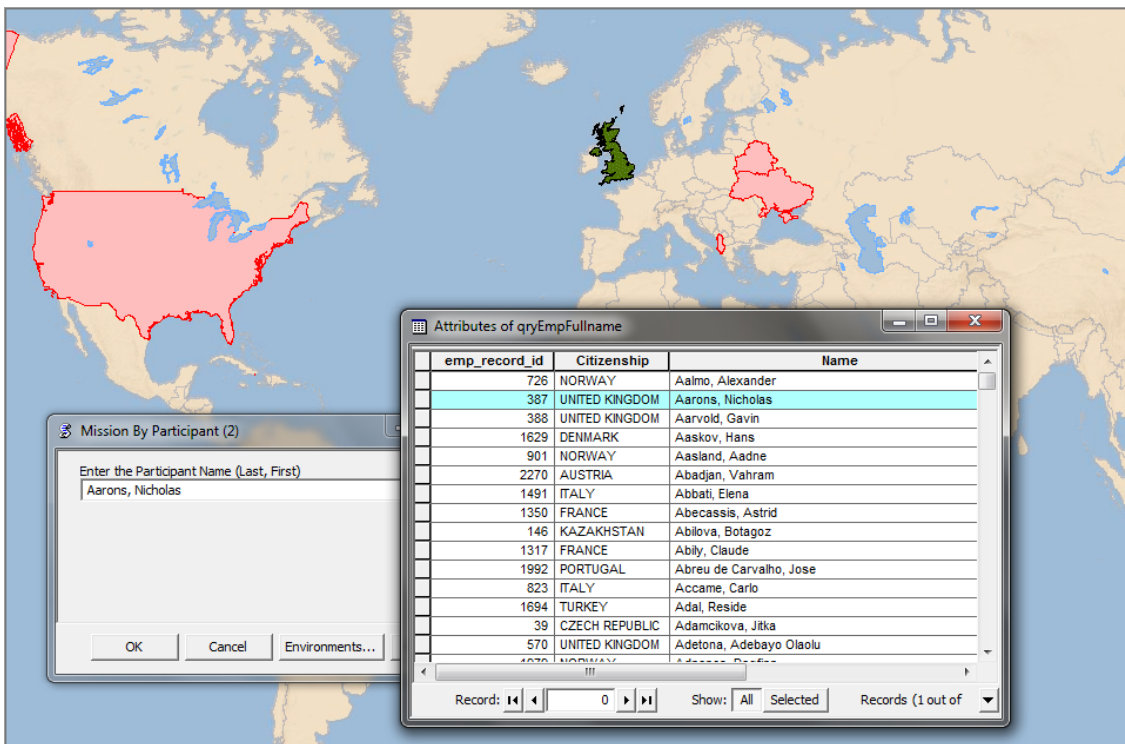 Attributes of qryEmpFullname
emp_record_id Citizenship Name
726 NORWAY Aalmo, Alexander
387 UNITED KINGDOM Aarons, Nicholas
388 UNITED KINGDOM Aarvold, Gavin
1629 DENMARK Aaskov, Hans
901 NORWAY Aasland, Aadne
2270 AUSTRIA Abadjan, Vahram
1491 ITALY Abbati, Elena
1350 FRANCE Abecassis, Astrid
146 KAZAKHSTAN Abilova, Botagoz
1317 FRANCE Abily, Claude
1992 PORTUGAL Abreu de Carvalho, Jose
823 ITALY Accame, Carlo
1694 TURKEY Adal, Reside
39 CZECH REPUBLIC Adamcikova, Jitka
570 UNITED KINGDOM Adetona, Adebayo Olaolu
NORWAY
Record: 0 Show: All Selected Records (1 out of
Mission By Participant (2)
Enter the Participant Name (Last, First)
Aarons, Nicholas
OK Cancel Environments...